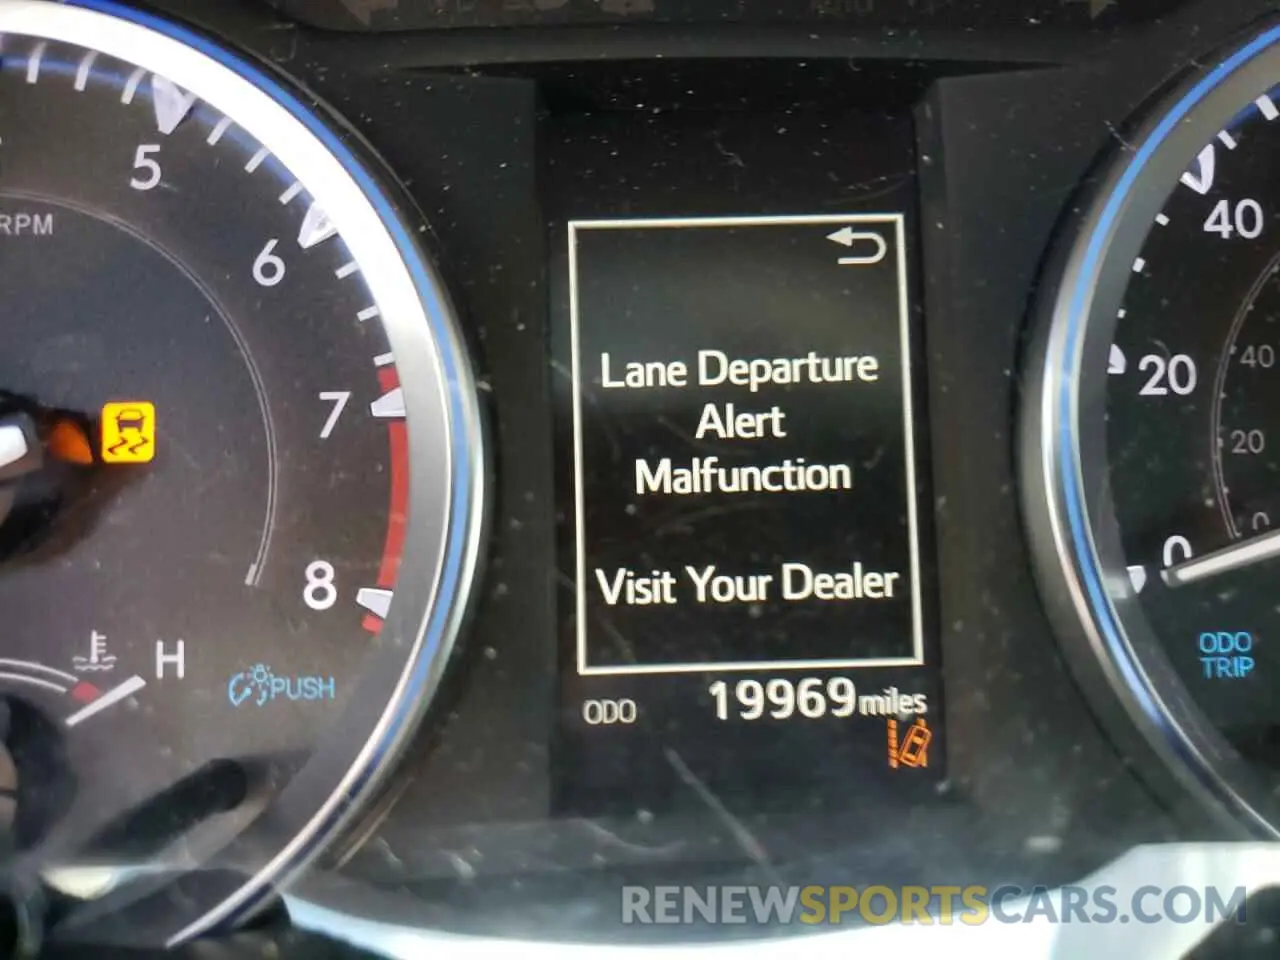 5
RPM
6
7
8
H
PUSH
Lane Departure
Alert
Malfunction
Visit Your Dealer
ODO 19969 miles
40
20
0
40
20
0
ODO
TRIP
RENEWSPORTSCARS.COM